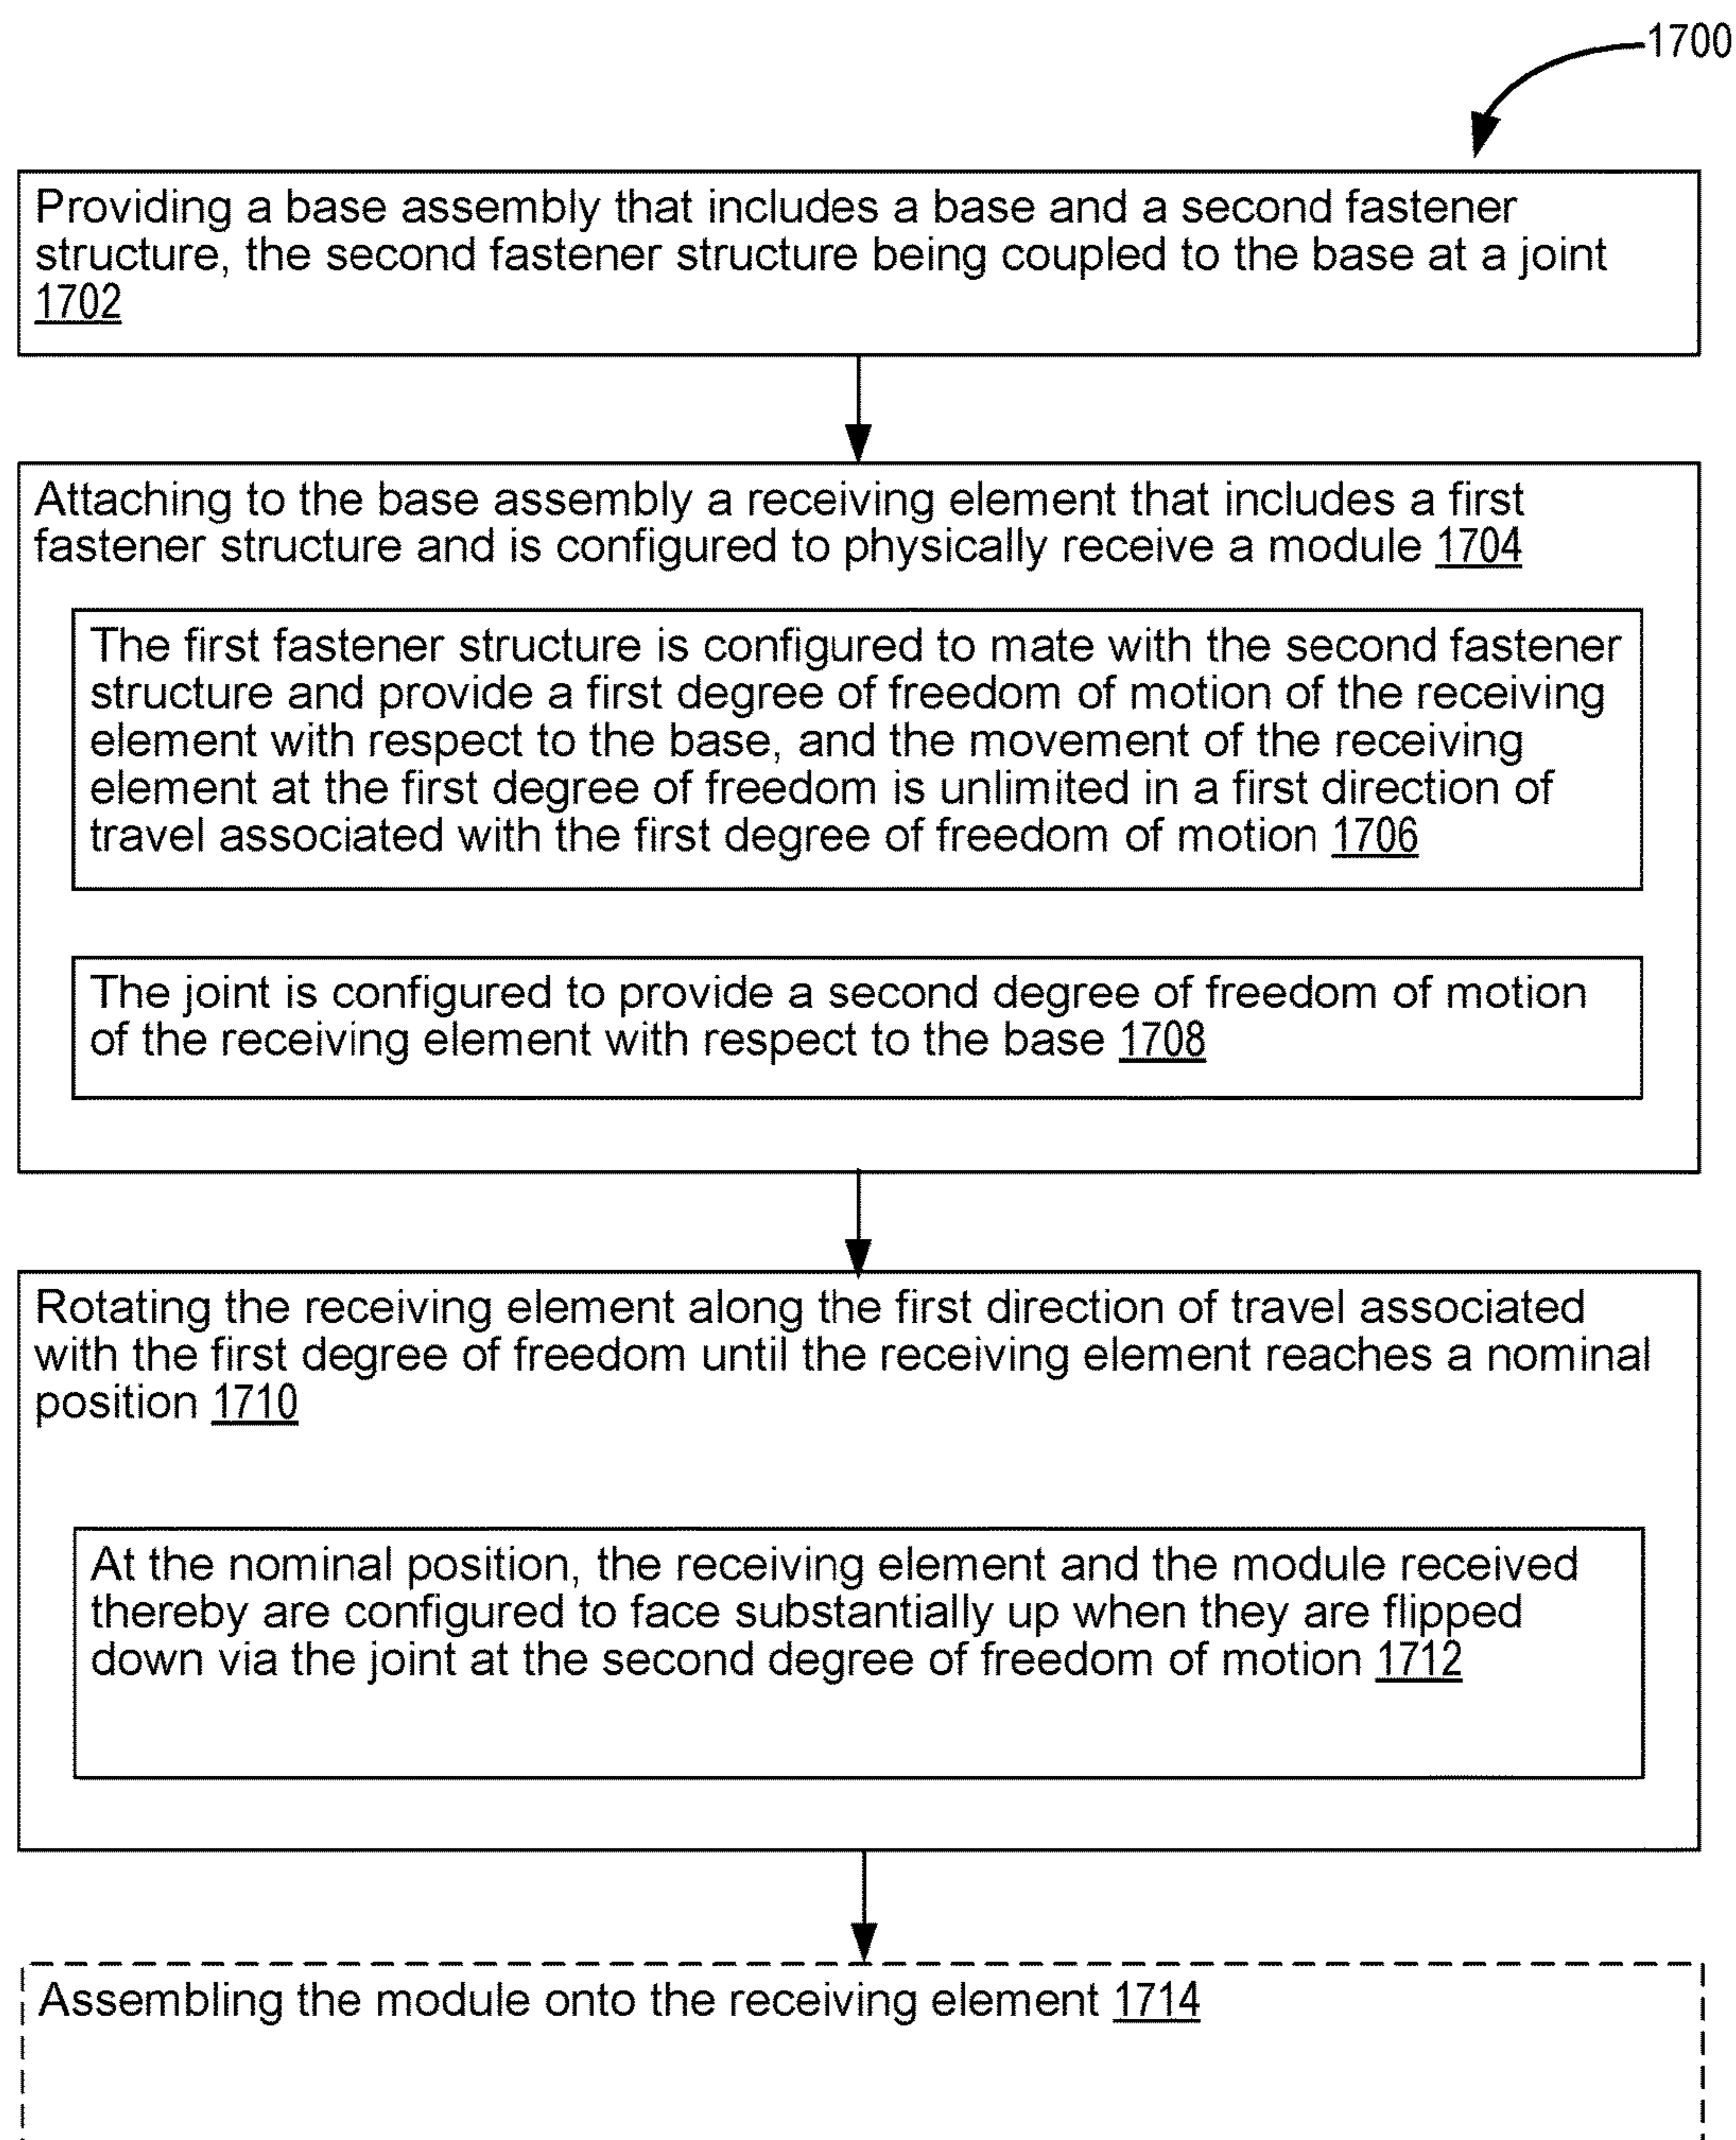 1700
Providing a base assembly that includes a base and a second fastener
structure, the second fastener structure being coupled to the base at a joint
1702
Attaching to the base assembly a receiving element that includes a first
fastener structure and is configured to physically receive a module 1704
The first fastener structure is configured to mate with the second fastener
structure and provide a first degree of freedom of motion of the receiving
element with respect to the base, and the movement of the receiving
element at the first degree of freedom is unlimited in a first direction of
travel associated with the first degree of freedom of motion 1706
The joint is configured to provide a second degree of freedom of motion
of the receiving element with respect to the base 1708
Rotating the receiving element along the first direction of travel associated
with the first degree of freedom until the receiving element reaches a nominal
position 1710
At the nominal position, the receiving element and the module received
thereby are configured to face substantially up when they are flipped
down via the joint at the second degree of freedom of motion 1712
Assembling the module onto the receiving element 1714